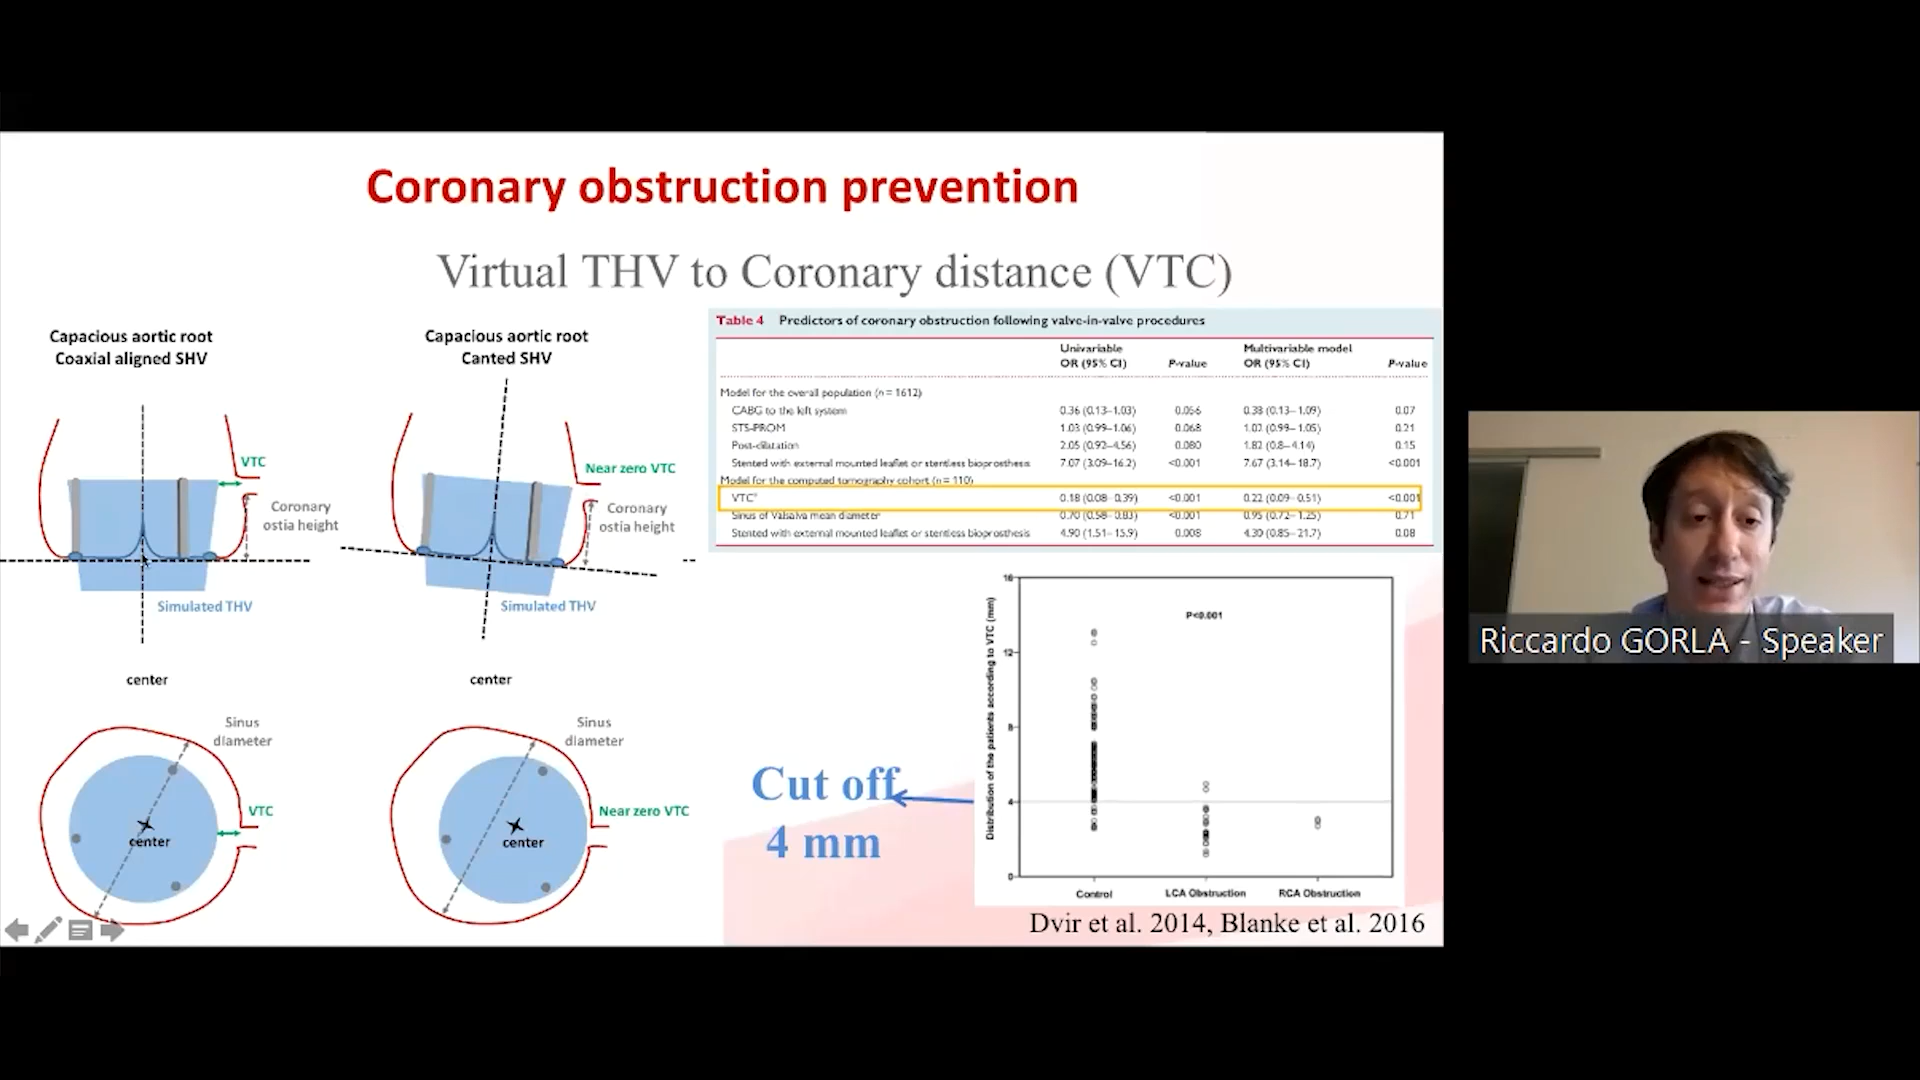 Coronary obstruction prevention
Virtual THV to Coronary distance (VTC)
Capacious aortic root
Coaxial aligned SHV
VTC
Coronary
ostia height
Simulated THV
Capacious aortic root
Canted SHV
Near zero VTC
Coronary
ostia height
Simulated THV
center
Sinus
diameter
VTC
center
center
Sinus
diameter
Near zero VTC
center
Table 4 Predictors of coronary obstruction following valve-in-valve procedures
Univariable OR (95% CI) P-value Multivariable model OR (95% CI) P-value
Model for the overall population (n = 1612)
CABG to the left system 0.36 (0.13–1.03) 0.056 0.38 (0.13–1.09) 0.07
STS-PROM 1.03 (0.99–1.06) 0.068 1.02 (0.99–1.05) 0.21
Post-dilatation 2.05 (0.92–4.56) 0.080 1.82 (0.8–4.14) 0.15
Stented with external mounted leaflet or stentless bioprosthesis 7.07 (3.09–16.2) <0.001 7.67 (3.14–18.7) <0.001
Model for the computed tomography cohort (n = 110)
VTC 0.18 (0.08–0.39) <0.001 0.22 (0.09–0.51) <0.001
Sinus of Valsalva mean diameter 0.70 (0.58–0.83) <0.001 0.95 (0.72–1.25) 0.71
Stented with external mounted leaflet or stentless bioprosthesis 4.90 (1.51–15.9) 0.008 4.30 (0.85–21.7) 0.08
Cut off
4 mm
Distribution of the patients according to VTC (mm)
16
12
8
4
0
P<0.001
Control LCA Obstruction RCA Obstruction
Dvir et al. 2014, Blanke et al. 2016
Riccardo GORLA - Speaker